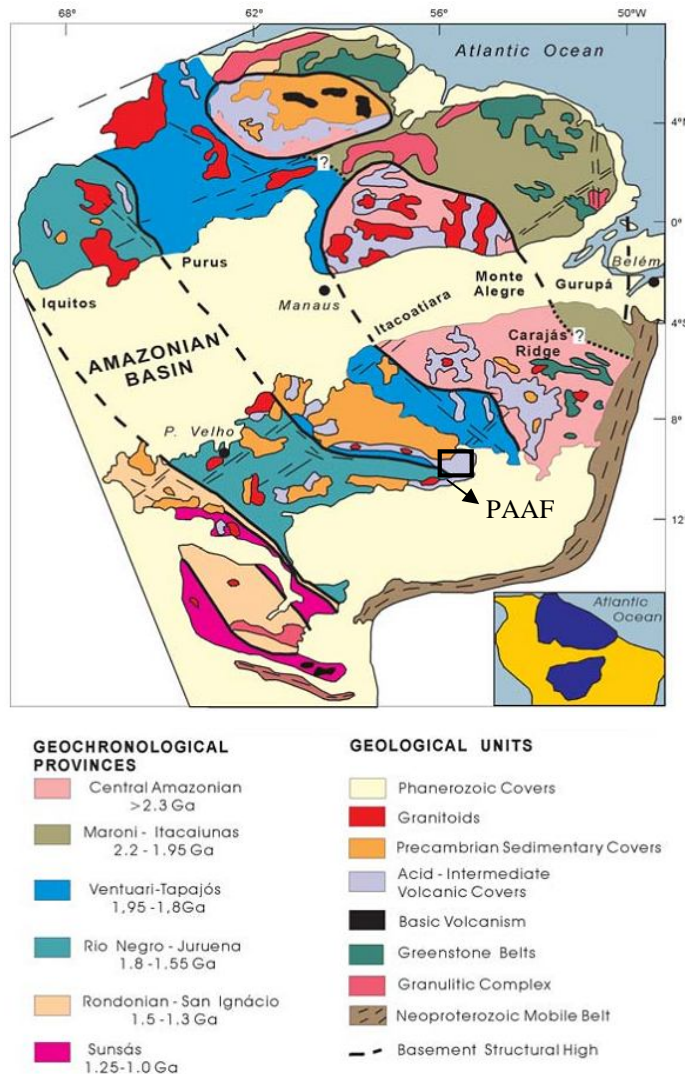 68°
62°
56°
50°W
Atlantic Ocean
4°N
?
0°
Purus
Monte
Alegre
Gurupá
Belém
Iquitos
Manaus
Itacoatiara
4°S
AMAZONIAN
BASIN
Carajás
Ridge
?
8°
P. Velho
PAAF
12°
Atlantic
Ocean
GEOCHRONOLOGICAL
PROVINCES
Central Amazonian
>2.3 Ga
Maroni - Itacaiunas
2.2 - 1.95 Ga
Ventuari-Tapajós
1,95 -1,8Ga
Rio Negro - Juruena
1.8 - 1.55 Ga
Rondonian - San Ignácio
1.5 - 1.3 Ga
Sunsás
1.25-1.0 Ga
GEOLOGICAL UNITS
Phanerozoic Covers
Granitoids
Precambrian Sedimentary Covers
Acid - Intermediate
Volcanic Covers
Basic Volcanism
Greenstone Belts
Granulitic Complex
Neoproterozoic Mobile Belt
Basement Structural High